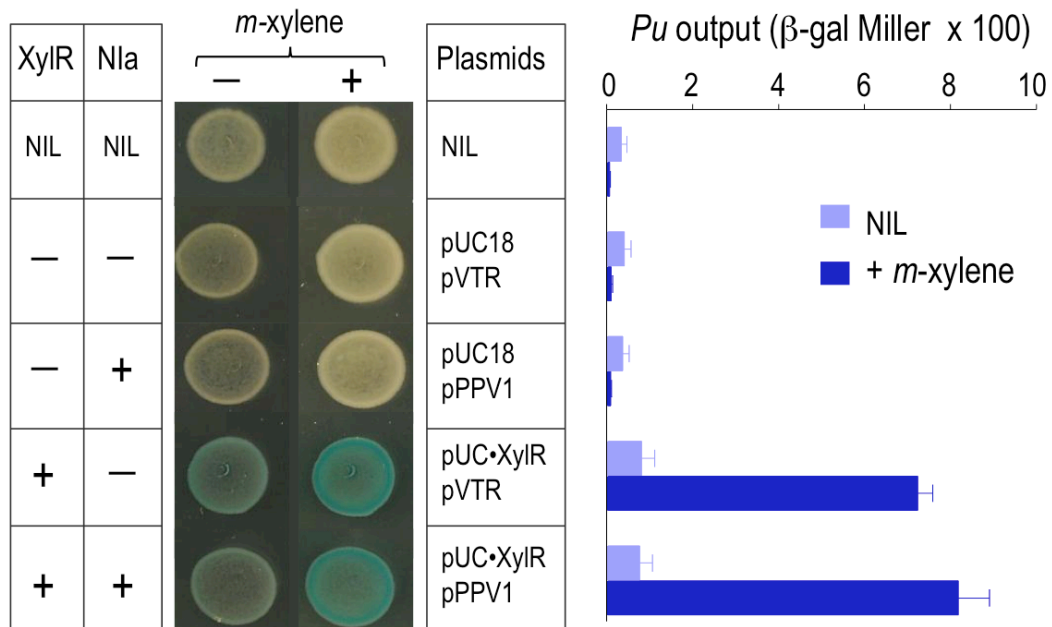 m-xylene
XylR NIa — + Plasmids
NIL NIL NIL
— — pUC18
pVTR
— + pUC18
pPPV1
+ — pUC•XylR
pVTR
+ + pUC•XylR
pPPV1
Pu output (β-gal Miller x 100)
0 2 4 6 8 10
NIL
+ m-xylene